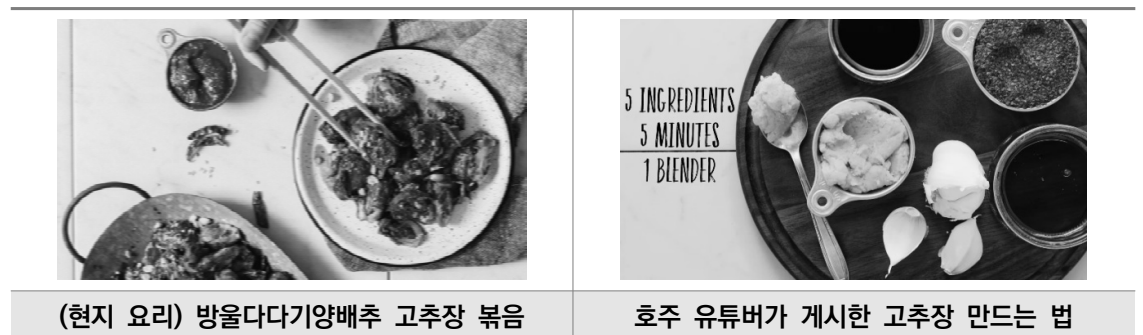 5 INGREDIENTS
5 MINUTES
1 BLENDER
(현지 요리) 방울다다기양배추 고추장 볶음
호주 유튜버가 게시한 고추장 만드는 법